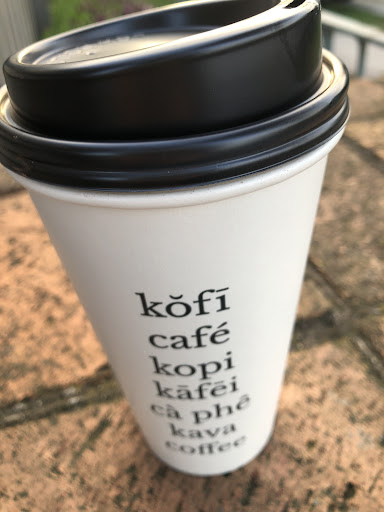 kŏfī
café
kopi
kāfēi
cà phê
kava
coffee